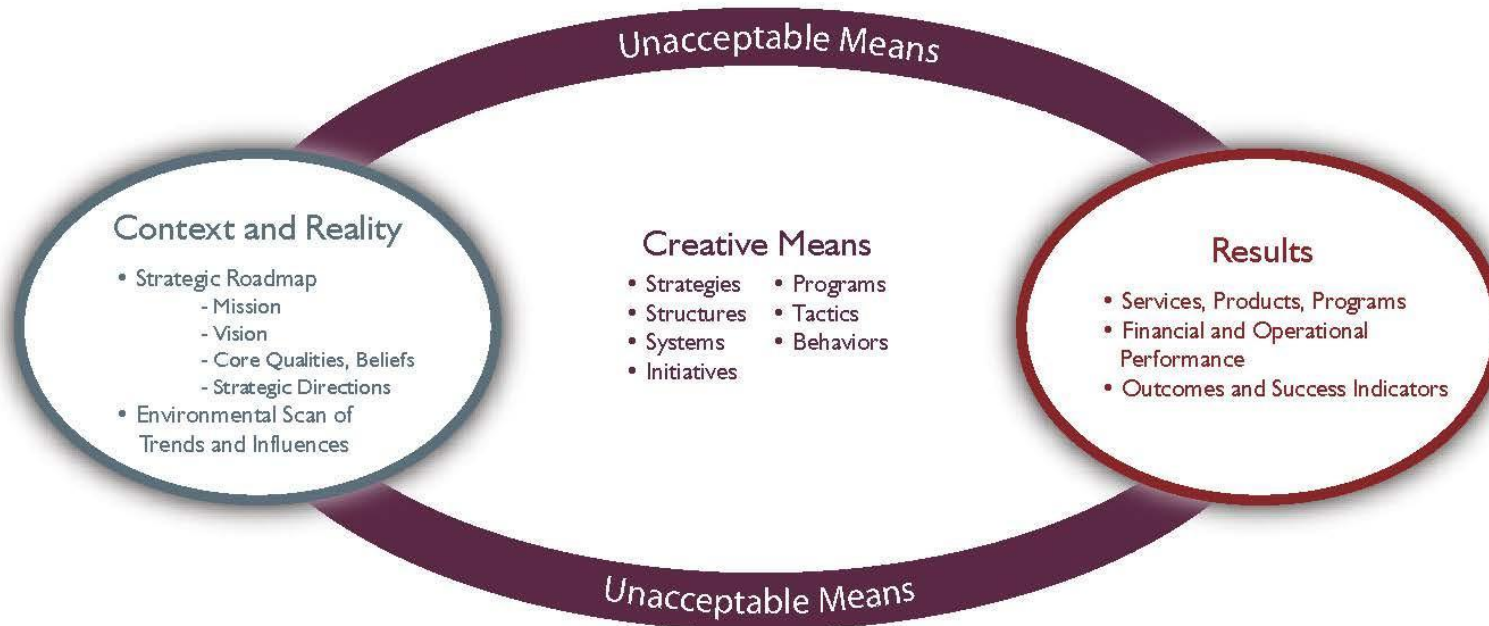 Unacceptable Means
Context and Reality
• Strategic Roadmap
- Mission
- Vision
- Core Qualities, Beliefs
- Strategic Directions
• Environmental Scan of
Trends and Influences
Creative Means
• Strategies • Programs
• Structures • Tactics
• Systems • Behaviors
• Initiatives
Results
• Services, Products, Programs
• Financial and Operational
Performance
• Outcomes and Success Indicators
Unacceptable Means